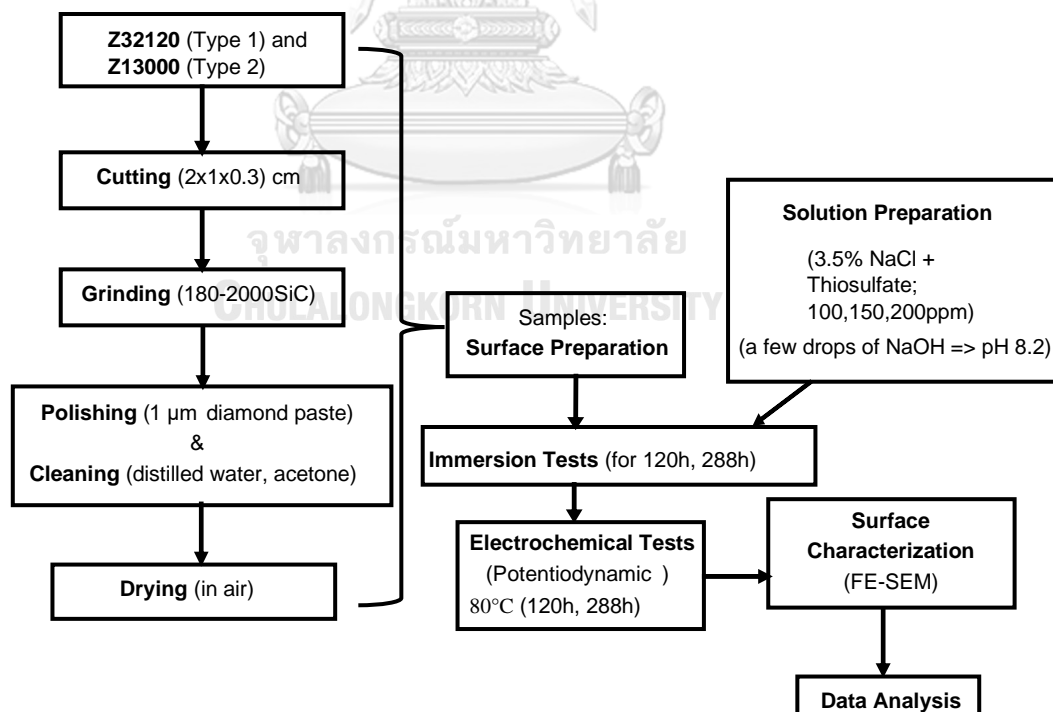 Z32120 (Type 1) and
Z13000 (Type 2)
Cutting (2x1x0.3) cm
Grinding (180-2000SiC)
Polishing (1 µm diamond paste)
&
Cleaning (distilled water, acetone)
Drying (in air)
จุฬาลงกรณ์มหาวิทยาลัย
CHULALONGKORN UNIVERSITY
Samples:
Surface Preparation
Solution Preparation
(3.5% NaCl +
Thiosulfate;
100,150,200ppm)
(a few drops of NaOH => pH 8.2)
Immersion Tests (for 120h, 288h)
Electrochemical Tests
(Potentiodynamic )
80°C (120h, 288h)
Surface
Characterization
(FE-SEM)
Data Analysis